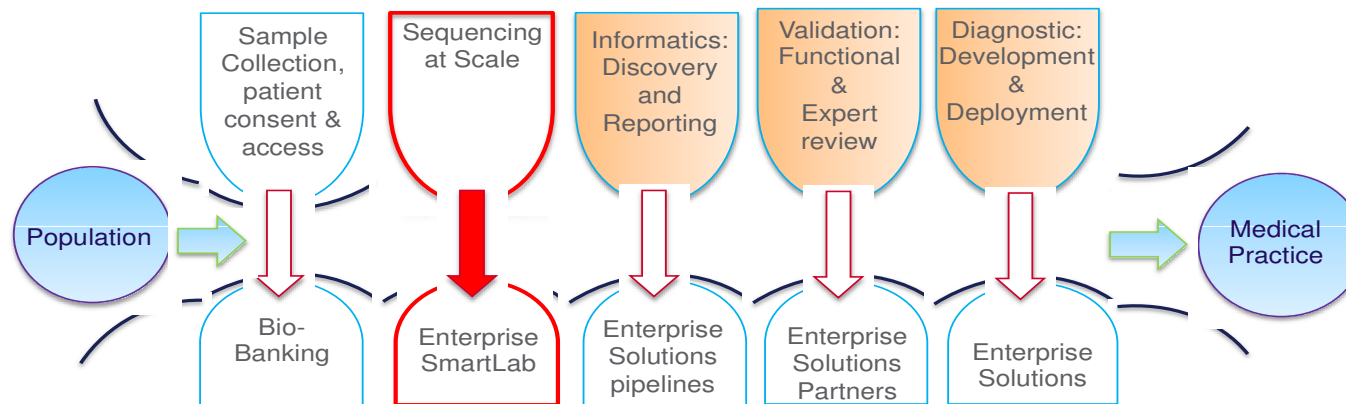 Sample
Collection,
patient
consent &
access
Sequencing
at Scale
Informatics:
Discovery
and
Reporting
Validation:
Functional
&
Expert
review
Diagnostic:
Development
&
Deployment
Population
Medical
Practice
Bio-
Banking
Enterprise
SmartLab
Enterprise
Solutions
pipelines
Enterprise
Solutions
Partners
Enterprise
Solutions